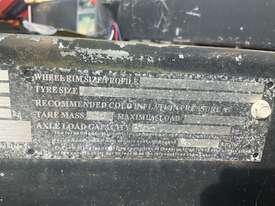 WHEEL RIM SIZE/PROFILE
TYRE SIZE
RECOMMENDED COLD INFLATION PRESSURE
TARE MASS MAXIMUM LOAD
AXLE LOAD CAPACITY